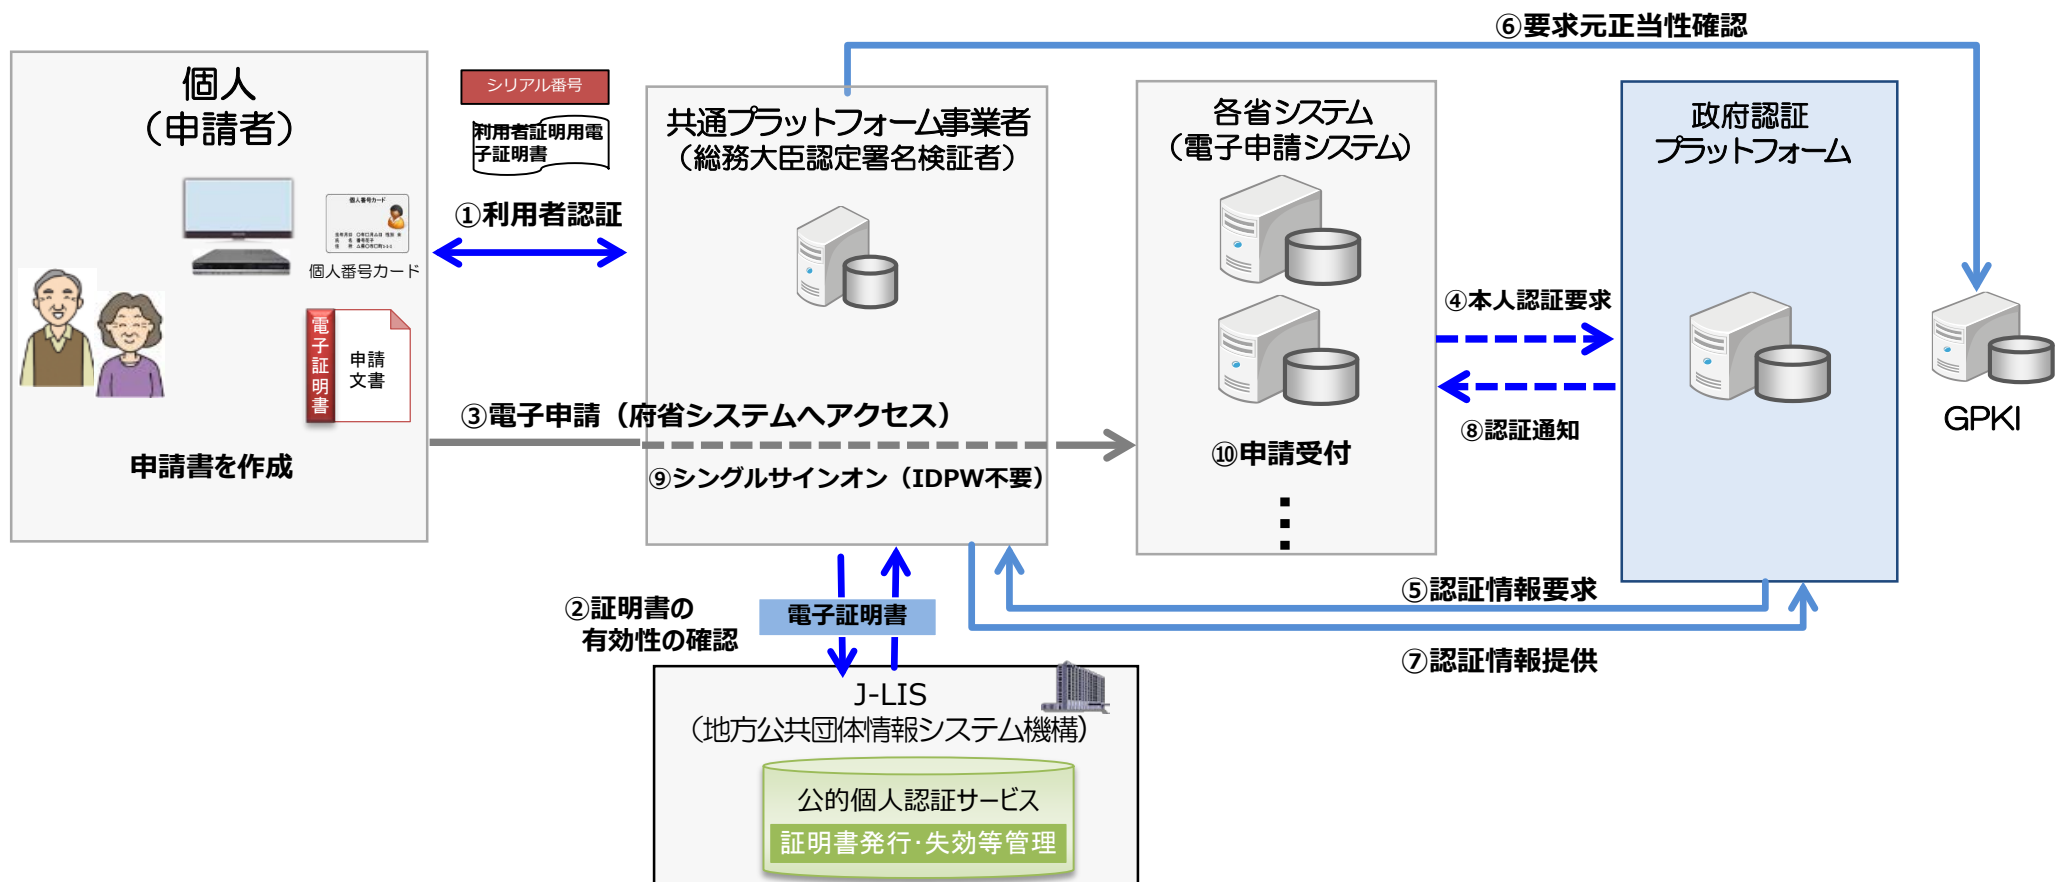 ⑥要求元正当性確認
個人
（申請者）
シリアル番号
利用者証明用電
子証明書
①利用者認証
個人番号カード
個人番号カード
電子証明書
申請
文書
申請書を作成
共通プラットフォーム事業者
（総務大臣認定署名検証者）
各省システム
（電子申請システム）
政府認証
プラットフォーム
④本人認証要求
⑧認証通知
GPKI
③電子申請（府省システムへアクセス）
⑨シングルサインオン（IDPW不要）
⑩申請受付
⑤認証情報要求
⑦認証情報提供
②証明書の
有効性の確認
電子証明書
J-LIS
（地方公共団体情報システム機構）
公的個人認証サービス
証明書発行・失効等管理